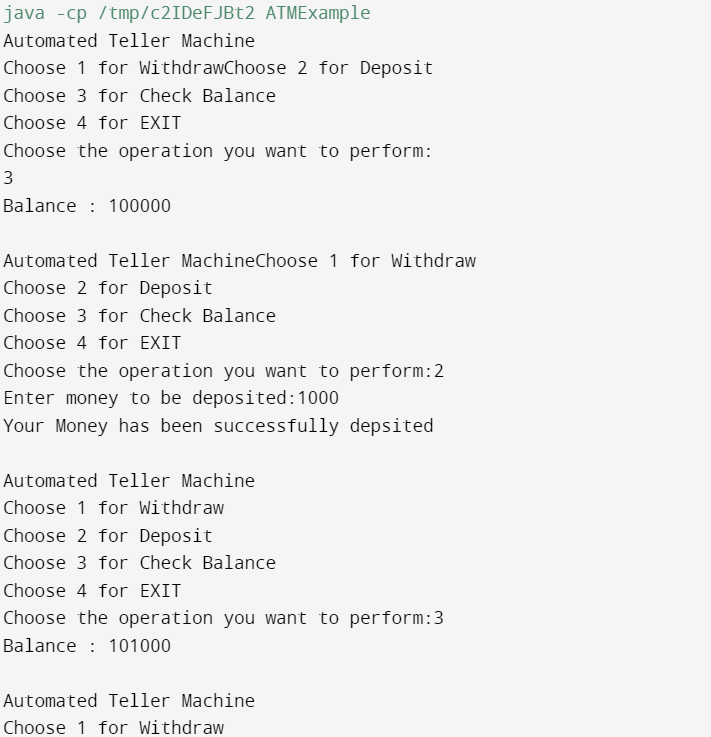 java -cp /tmp/c2IDeFJBt2 ATMExample
Automated Teller Machine
Choose 1 for WithdrawChoose 2 for Deposit
Choose 3 for Check Balance
Choose 4 for EXIT
Choose the operation you want to perform:
3
Balance : 100000
Automated Teller MachineChoose 1 for Withdraw
Choose 2 for Deposit
Choose 3 for Check Balance
Choose 4 for EXIT
Choose the operation you want to perform:2
Enter money to be deposited:1000
Your Money has been successfully depsited
Automated Teller Machine
Choose 1 for Withdraw
Choose 2 for Deposit
Choose 3 for Check Balance
Choose 4 for EXIT
Choose the operation you want to perform:3
Balance : 101000
Automated Teller Machine
Choose 1 for Withdraw